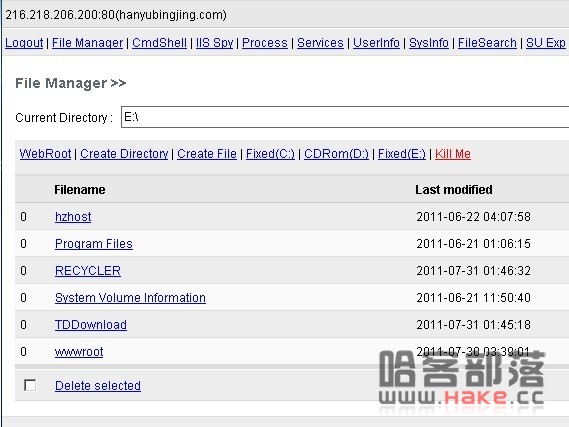 216.218.206.200:80(hanyubingjing.com)
Logout | File Manager | CmdShell | IIS Spy | Process | Services | UserInfo | SysInfo | FileSearch | SU Exp
File Manager >>
Current Directory : E:\
WebRoot | Create Directory | Create File | Fixed(C:) | CDRom(D:) | Fixed(E:) | Kill Me
Filename Last modified
0 hzhost 2011-06-22 04:07:58
0 Program Files 2011-06-21 01:06:15
0 RECYCLER 2011-07-31 01:46:32
0 System Volume Information 2011-06-21 11:50:40
0 TDDownload 2011-07-31 01:45:18
0 wwwroot 2011-07-30 03:39:01
Delete selected
哈客部落
www.HAKE.cc